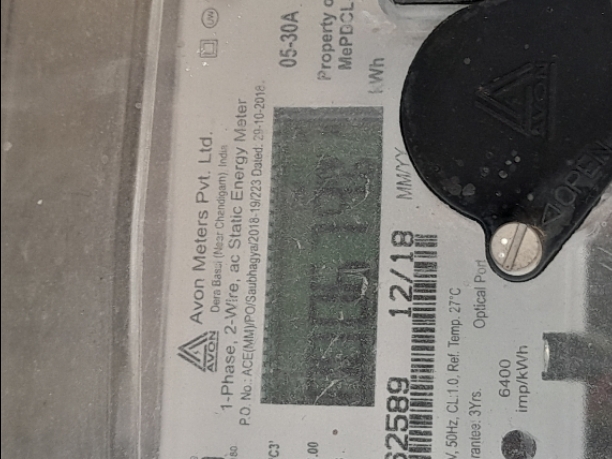 AVON
Avon Meters Pvt. Ltd.
Dera Bassi (Near Chandigarh), India
1-Phase, 2-Wire, ac Static Energy Meter
P.O. No.: ACE(MM)/PO/Saubhagya/2018-19/223 Dated: 29-10-2018
05-30A
Property of
MePDCL
kWh
MM/YY
62589 12/18
50Hz, CL:1.0, Ref. Temp. 27°C
3Yrs.
Optical Port
6400
imp/kWh
AVON
OPEN